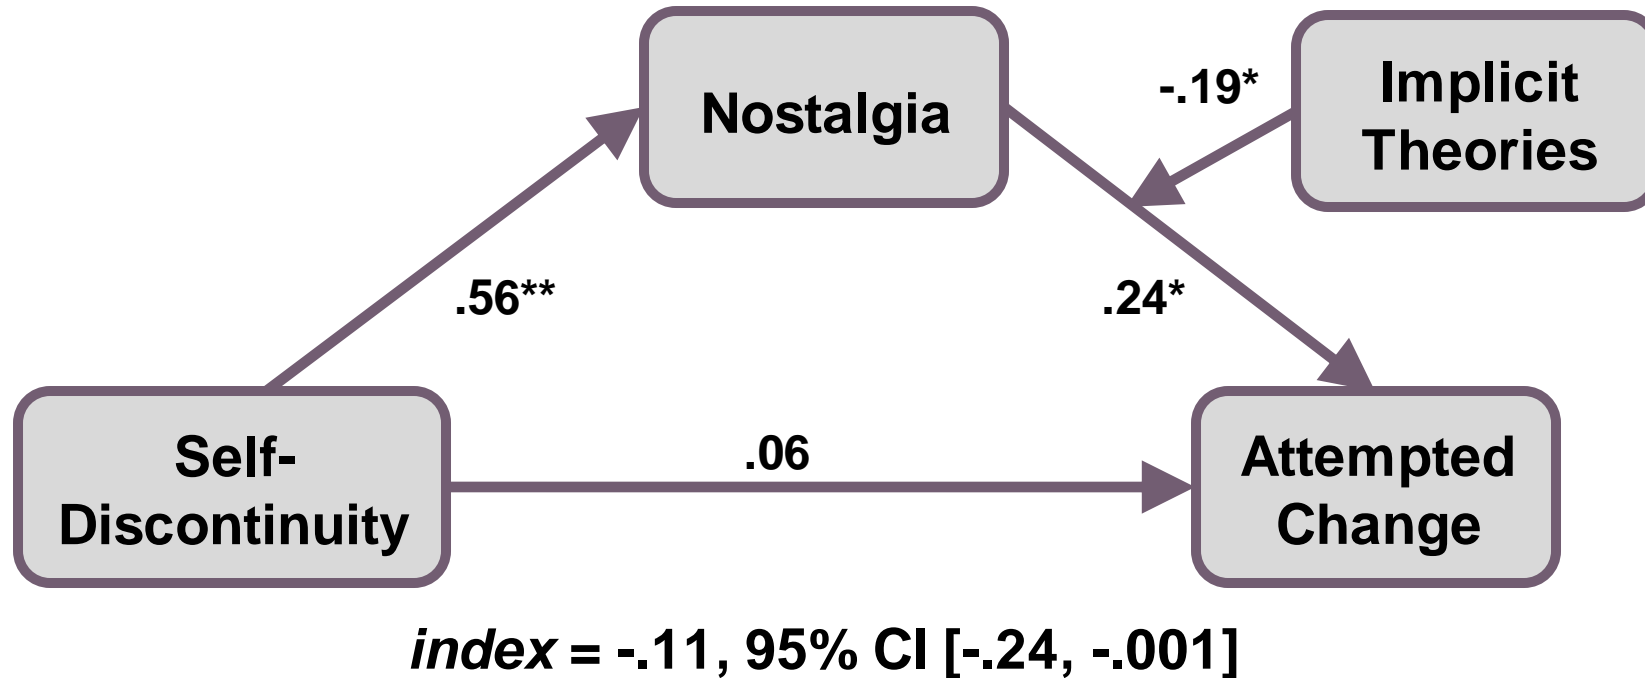 Nostalgia
-.19*
Implicit
Theories
.56**
.24*
Self-
Discontinuity
.06
Attempted
Change
index = -.11, 95% CI [-.24, -.001]